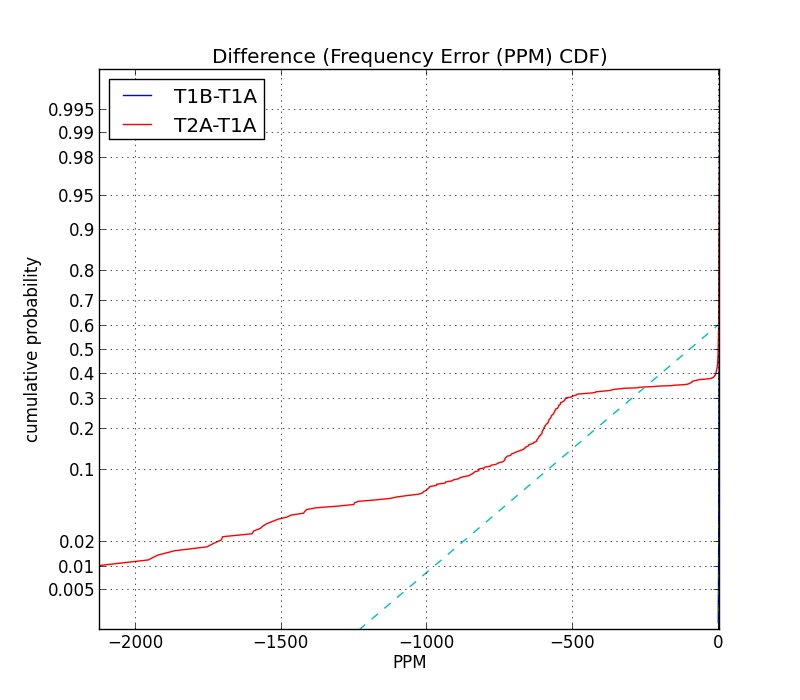 Difference (Frequency Error (PPM) CDF)
T1B-T1A
T2A-T1A
0.995
0.99
0.98
0.95
0.9
0.8
0.7
0.6
0.5
0.4
0.3
0.2
0.1
0.02
0.01
0.005
cumulative probability
−2000 −1500 −1000 −500 0
PPM